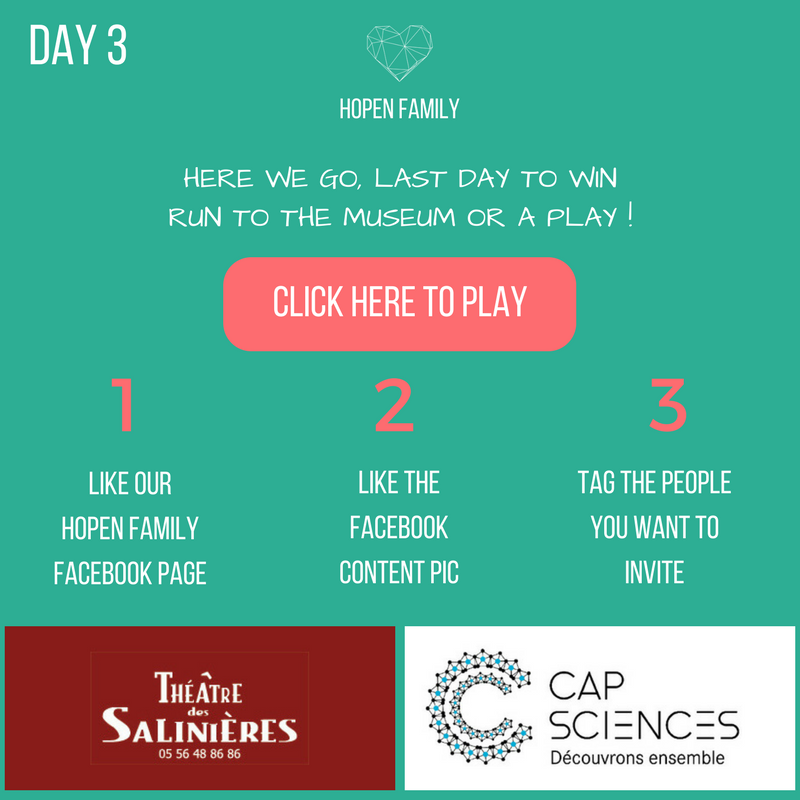 DAY 3
HOPEN FAMILY
HERE WE GO, LAST DAY TO WIN
RUN TO THE MUSEUM OR A PLAY !
CLICK HERE TO PLAY
1
LIKE OUR
HOPEN FAMILY
FACEBOOK PAGE
2
LIKE THE
FACEBOOK
CONTENT PIC
3
TAG THE PEOPLE
YOU WANT TO
INVITE
THÉÂTRE
des
SALINIÈRES
05 56 48 86 86
CAP
SCIENCES
Découvrons ensemble